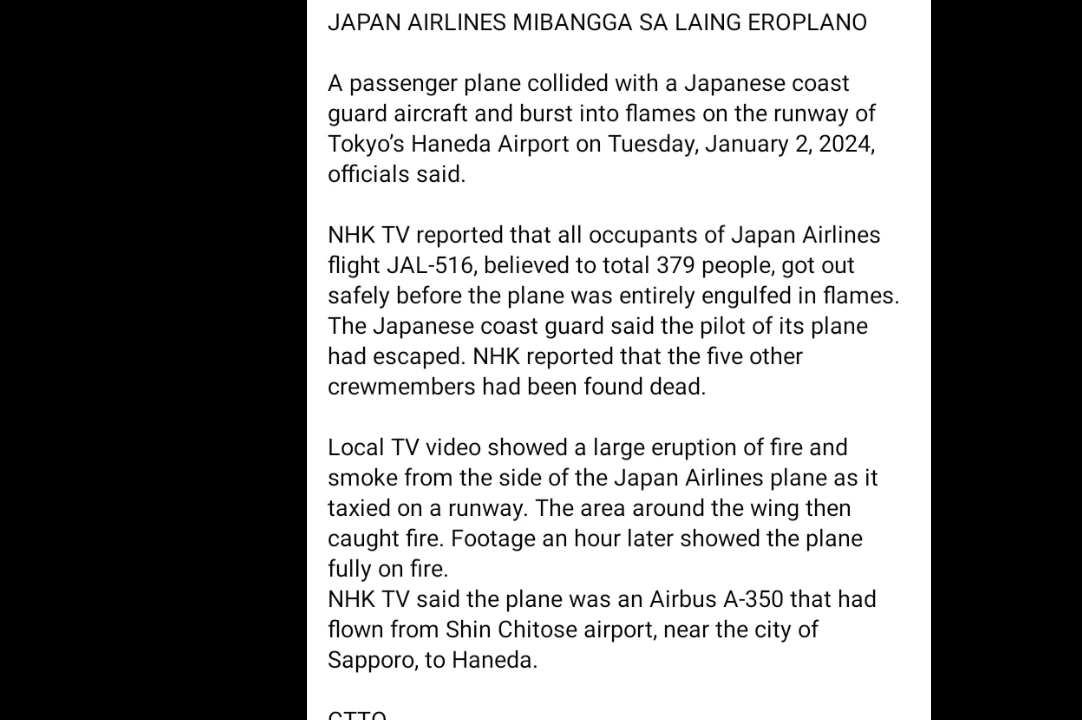 JAPAN AIRLINES MIBANGGA SA LAING EROPLANO
A passenger plane collided with a Japanese coast
guard aircraft and burst into flames on the runway of
Tokyo’s Haneda Airport on Tuesday, January 2, 2024,
officials said.
NHK TV reported that all occupants of Japan Airlines
flight JAL-516, believed to total 379 people, got out
safely before the plane was entirely engulfed in flames.
The Japanese coast guard said the pilot of its plane
had escaped. NHK reported that the five other
crewmembers had been found dead.
Local TV video showed a large eruption of fire and
smoke from the side of the Japan Airlines plane as it
taxied on a runway. The area around the wing then
caught fire. Footage an hour later showed the plane
fully on fire.
NHK TV said the plane was an Airbus A-350 that had
flown from Shin Chitose airport, near the city of
Sapporo, to Haneda.
CTTO